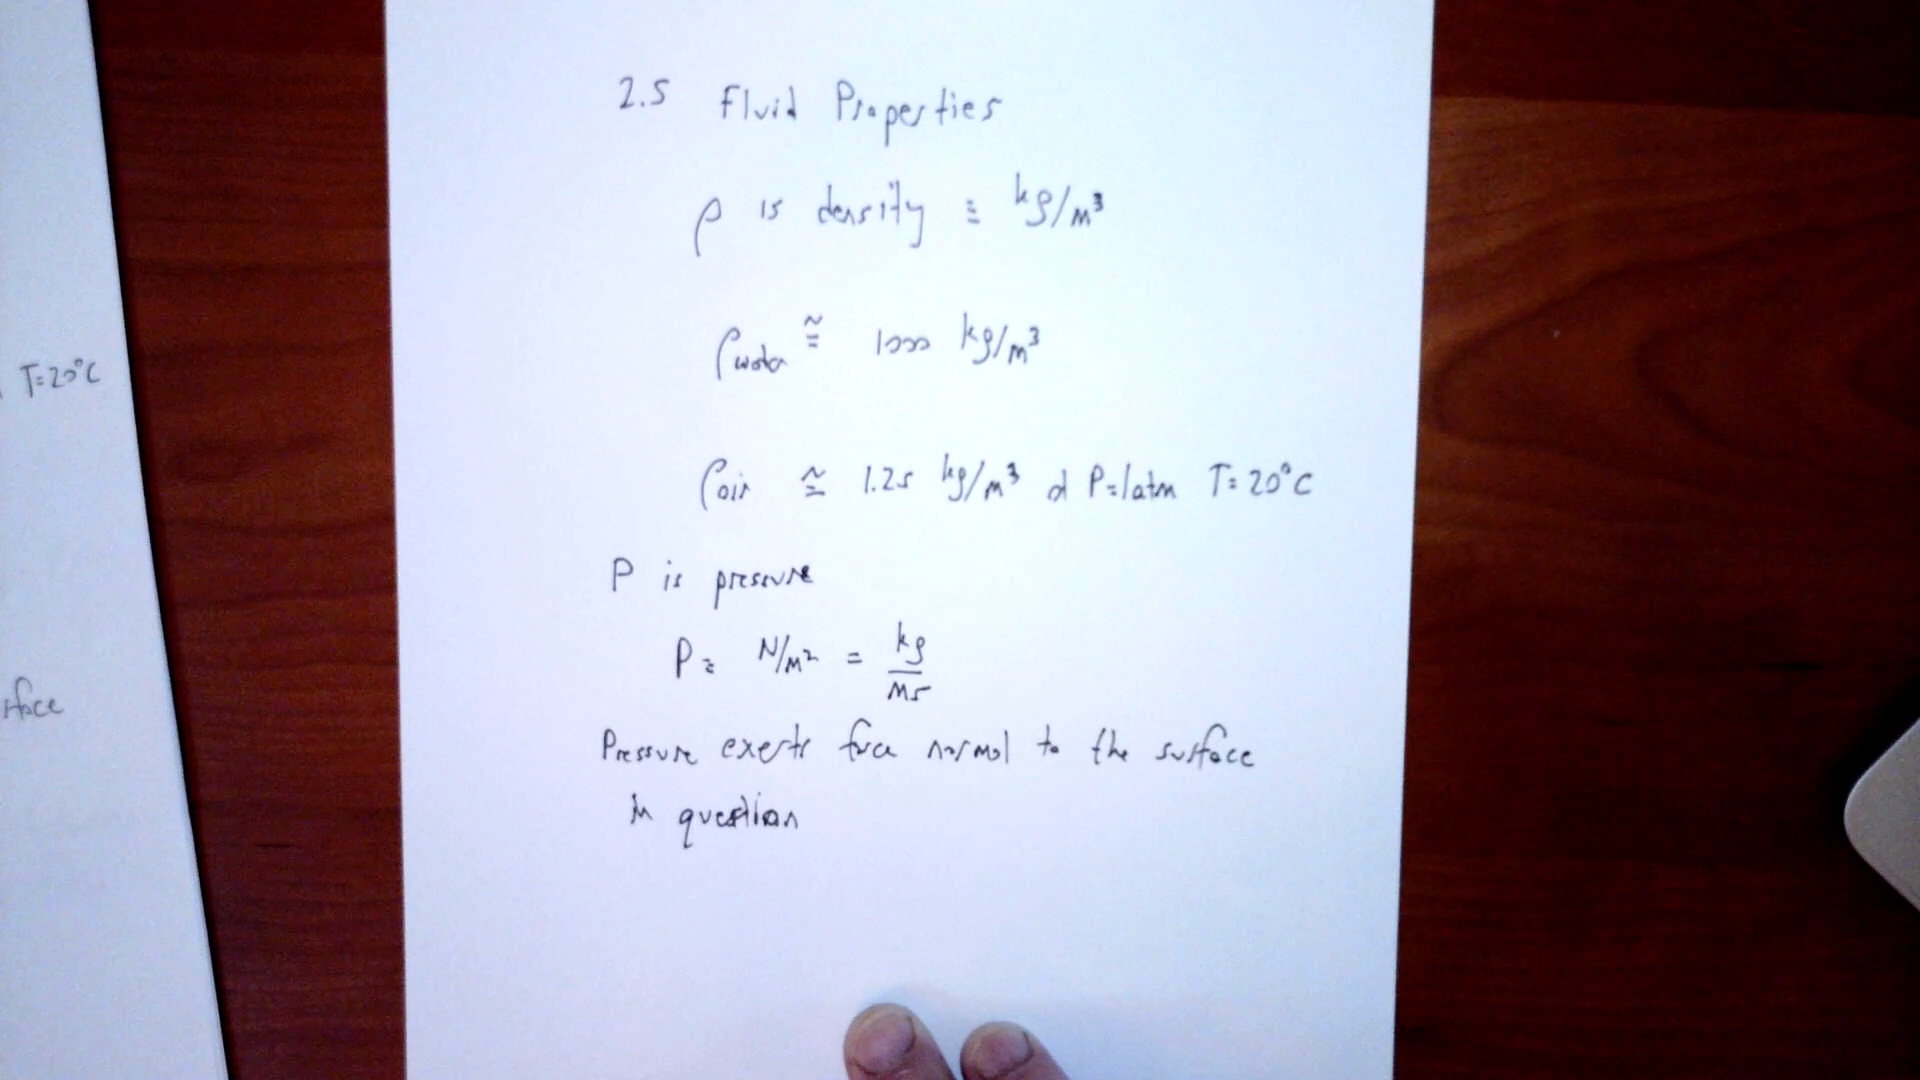 2.5 Fluid Properties
ρ is density ≡ kg/m³
ρwater ≅ 1000 kg/m³
ρair ≅ 1.25 kg/m³ at P=1atm T=20°C
P is pressure
P≡ N/m² = kg/ms
Pressure exerts force normal to the surface
in question
T=20°C
rface